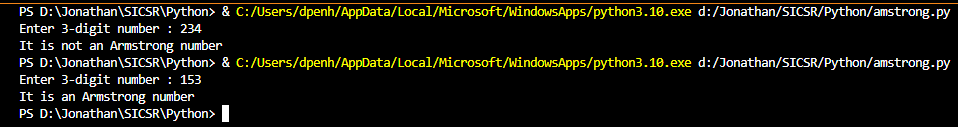 PS D:\Jonathan\SICSR\Python> & C:/Users/dpenh/AppData/Local/Microsoft/WindowsApps/python3.10.exe d:/Jonathan/SICSR/Python/amstrong.py
Enter 3-digit number : 234
It is not an Armstrong number
PS D:\Jonathan\SICSR\Python> & C:/Users/dpenh/AppData/Local/Microsoft/WindowsApps/python3.10.exe d:/Jonathan/SICSR/Python/amstrong.py
Enter 3-digit number : 153
It is an Armstrong number
PS D:\Jonathan\SICSR\Python>